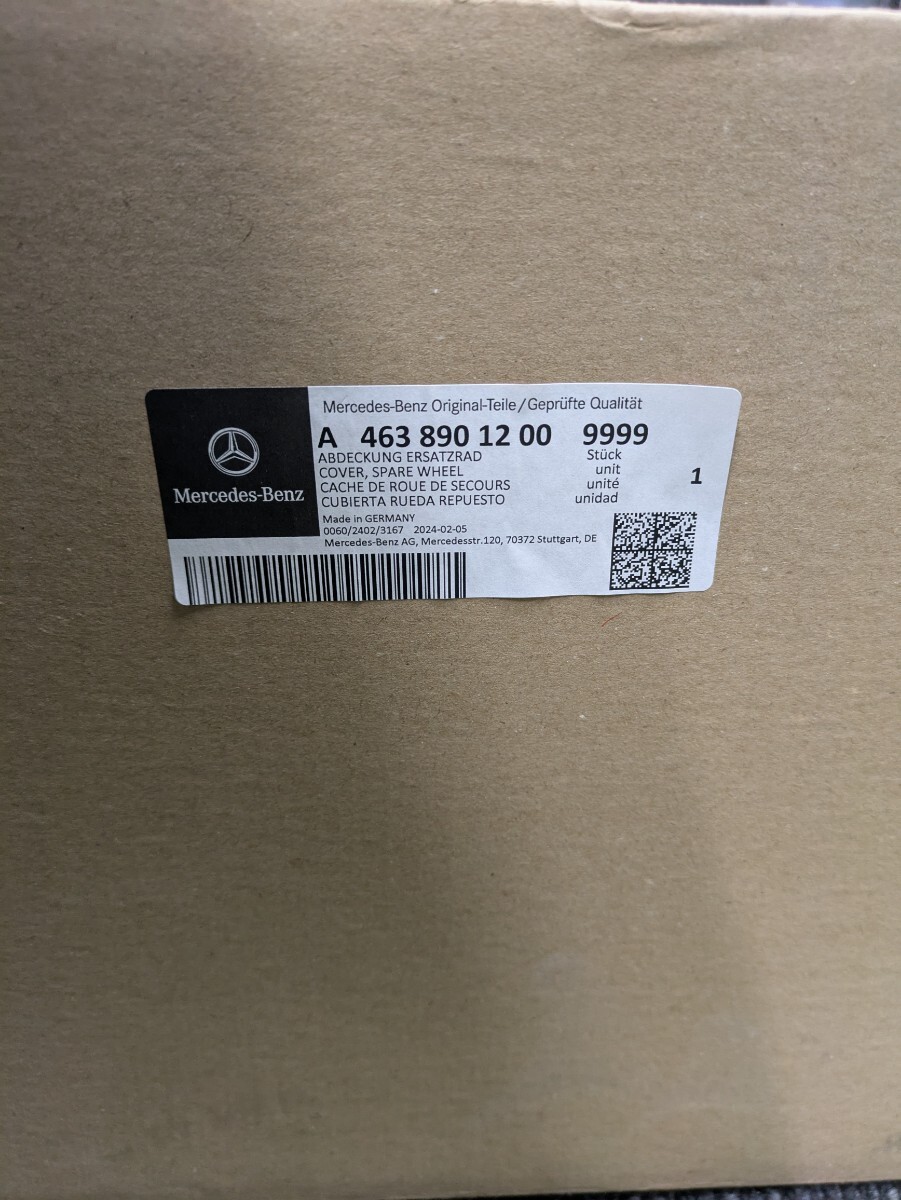 Mercedes-Benz Original-Teile/Geprüfte Qualität
A 463 890 12 00 9999
ABDECKUNG ERSATZRAD Stück
COVER, SPARE WHEEL unit
CACHE DE ROUE DE SECOURS unité
CUBIERTA RUEDA REPUESTO unidad
1
Mercedes-Benz
Made in GERMANY
0060/2402/3167 2024-02-05
Mercedes-Benz AG, Mercedesstr.120, 70372 Stuttgart, DE